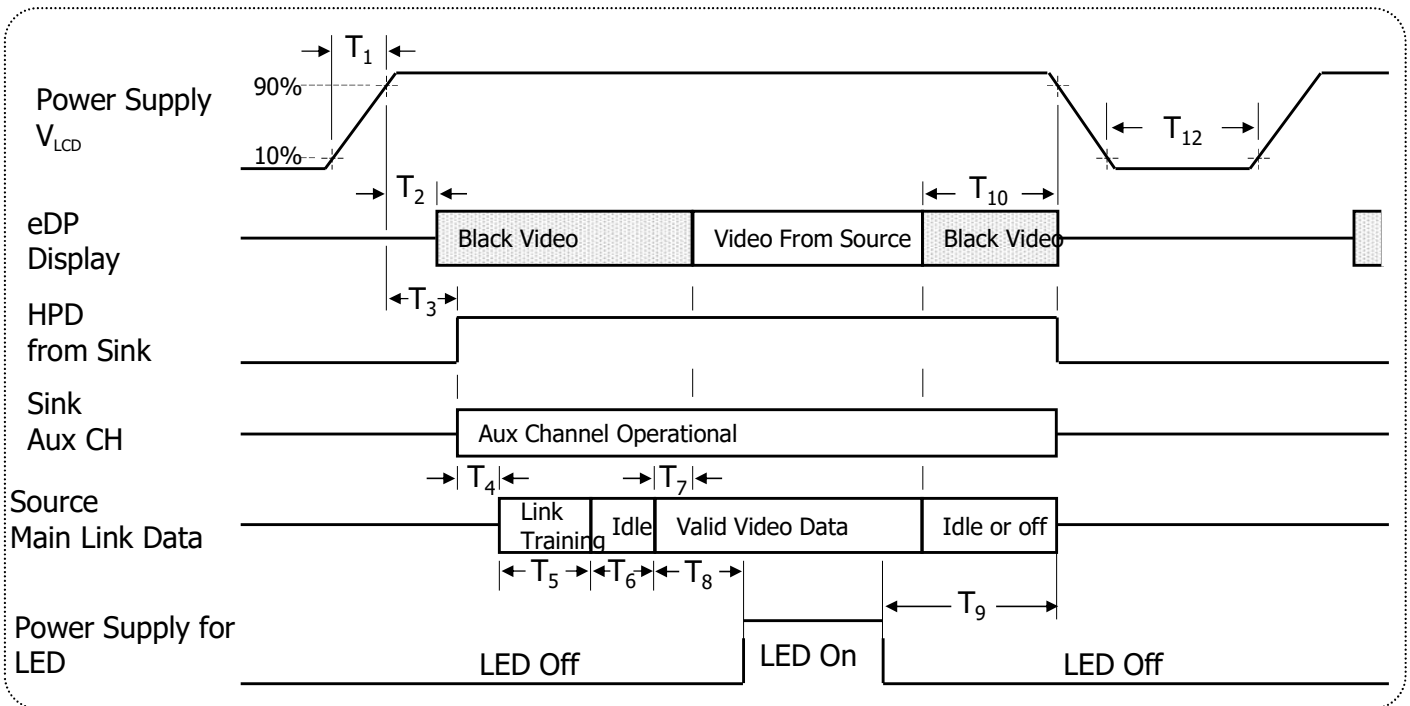 T1
90%
Power Supply
VLCD
10%
T12
T2
T10
eDP
Display
Black Video
Video From Source
Black Video
T3
HPD
from Sink
Sink
Aux CH
Aux Channel Operational
T4
T7
Source
Main Link Data
Link
Training
Idle
Valid Video Data
Idle or off
T5
T6
T8
T9
Power Supply for
LED
LED Off
LED On
LED Off